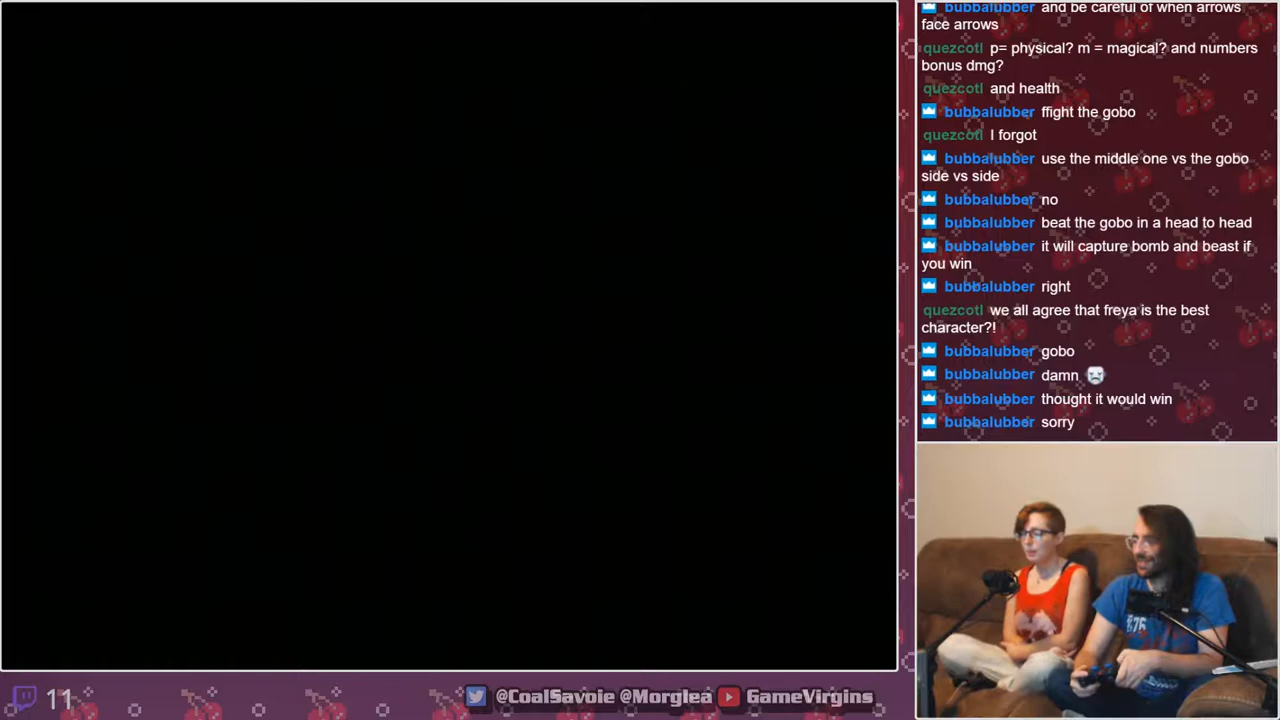 bubbalubber and be careful of when arrows
face arrows
quezcotl p= physical? m = magical? and numbers
bonus dmg?
quezcotl and health
bubbalubber ffight the gobo
quezcotl I forgot
bubbalubber use the middle one vs the gobo
side vs side
bubbalubber no
bubbalubber beat the gobo in a head to head
bubbalubber it will capture bomb and beast if
you win
bubbalubber right
quezcotl we all agree that freya is the best
character?!
bubbalubber gobo
bubbalubber damn
bubbalubber thought it would win
bubbalubber sorry
11 @CoalSavoie @Morglea GameVirgins